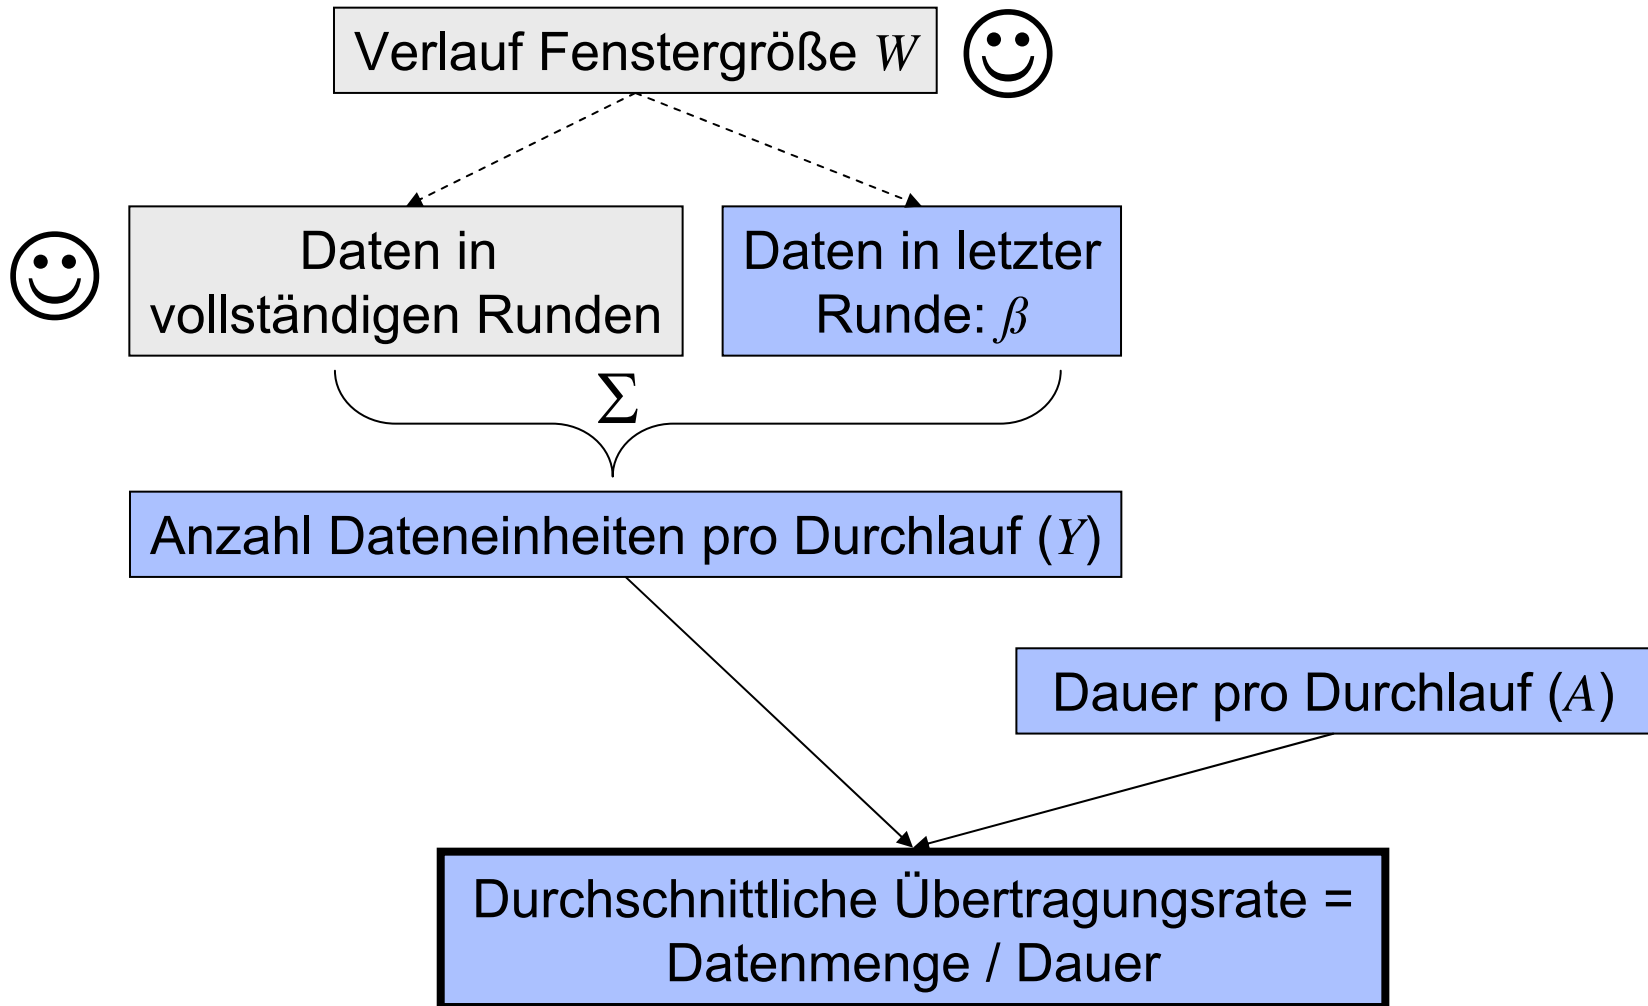 Verlauf Fenstergröße W
Daten in
vollständigen Runden
Daten in letzter
Runde: β
Σ
Anzahl Dateneinheiten pro Durchlauf (Y)
Dauer pro Durchlauf (A)
Durchschnittliche Übertragungsrate =
Datenmenge / Dauer